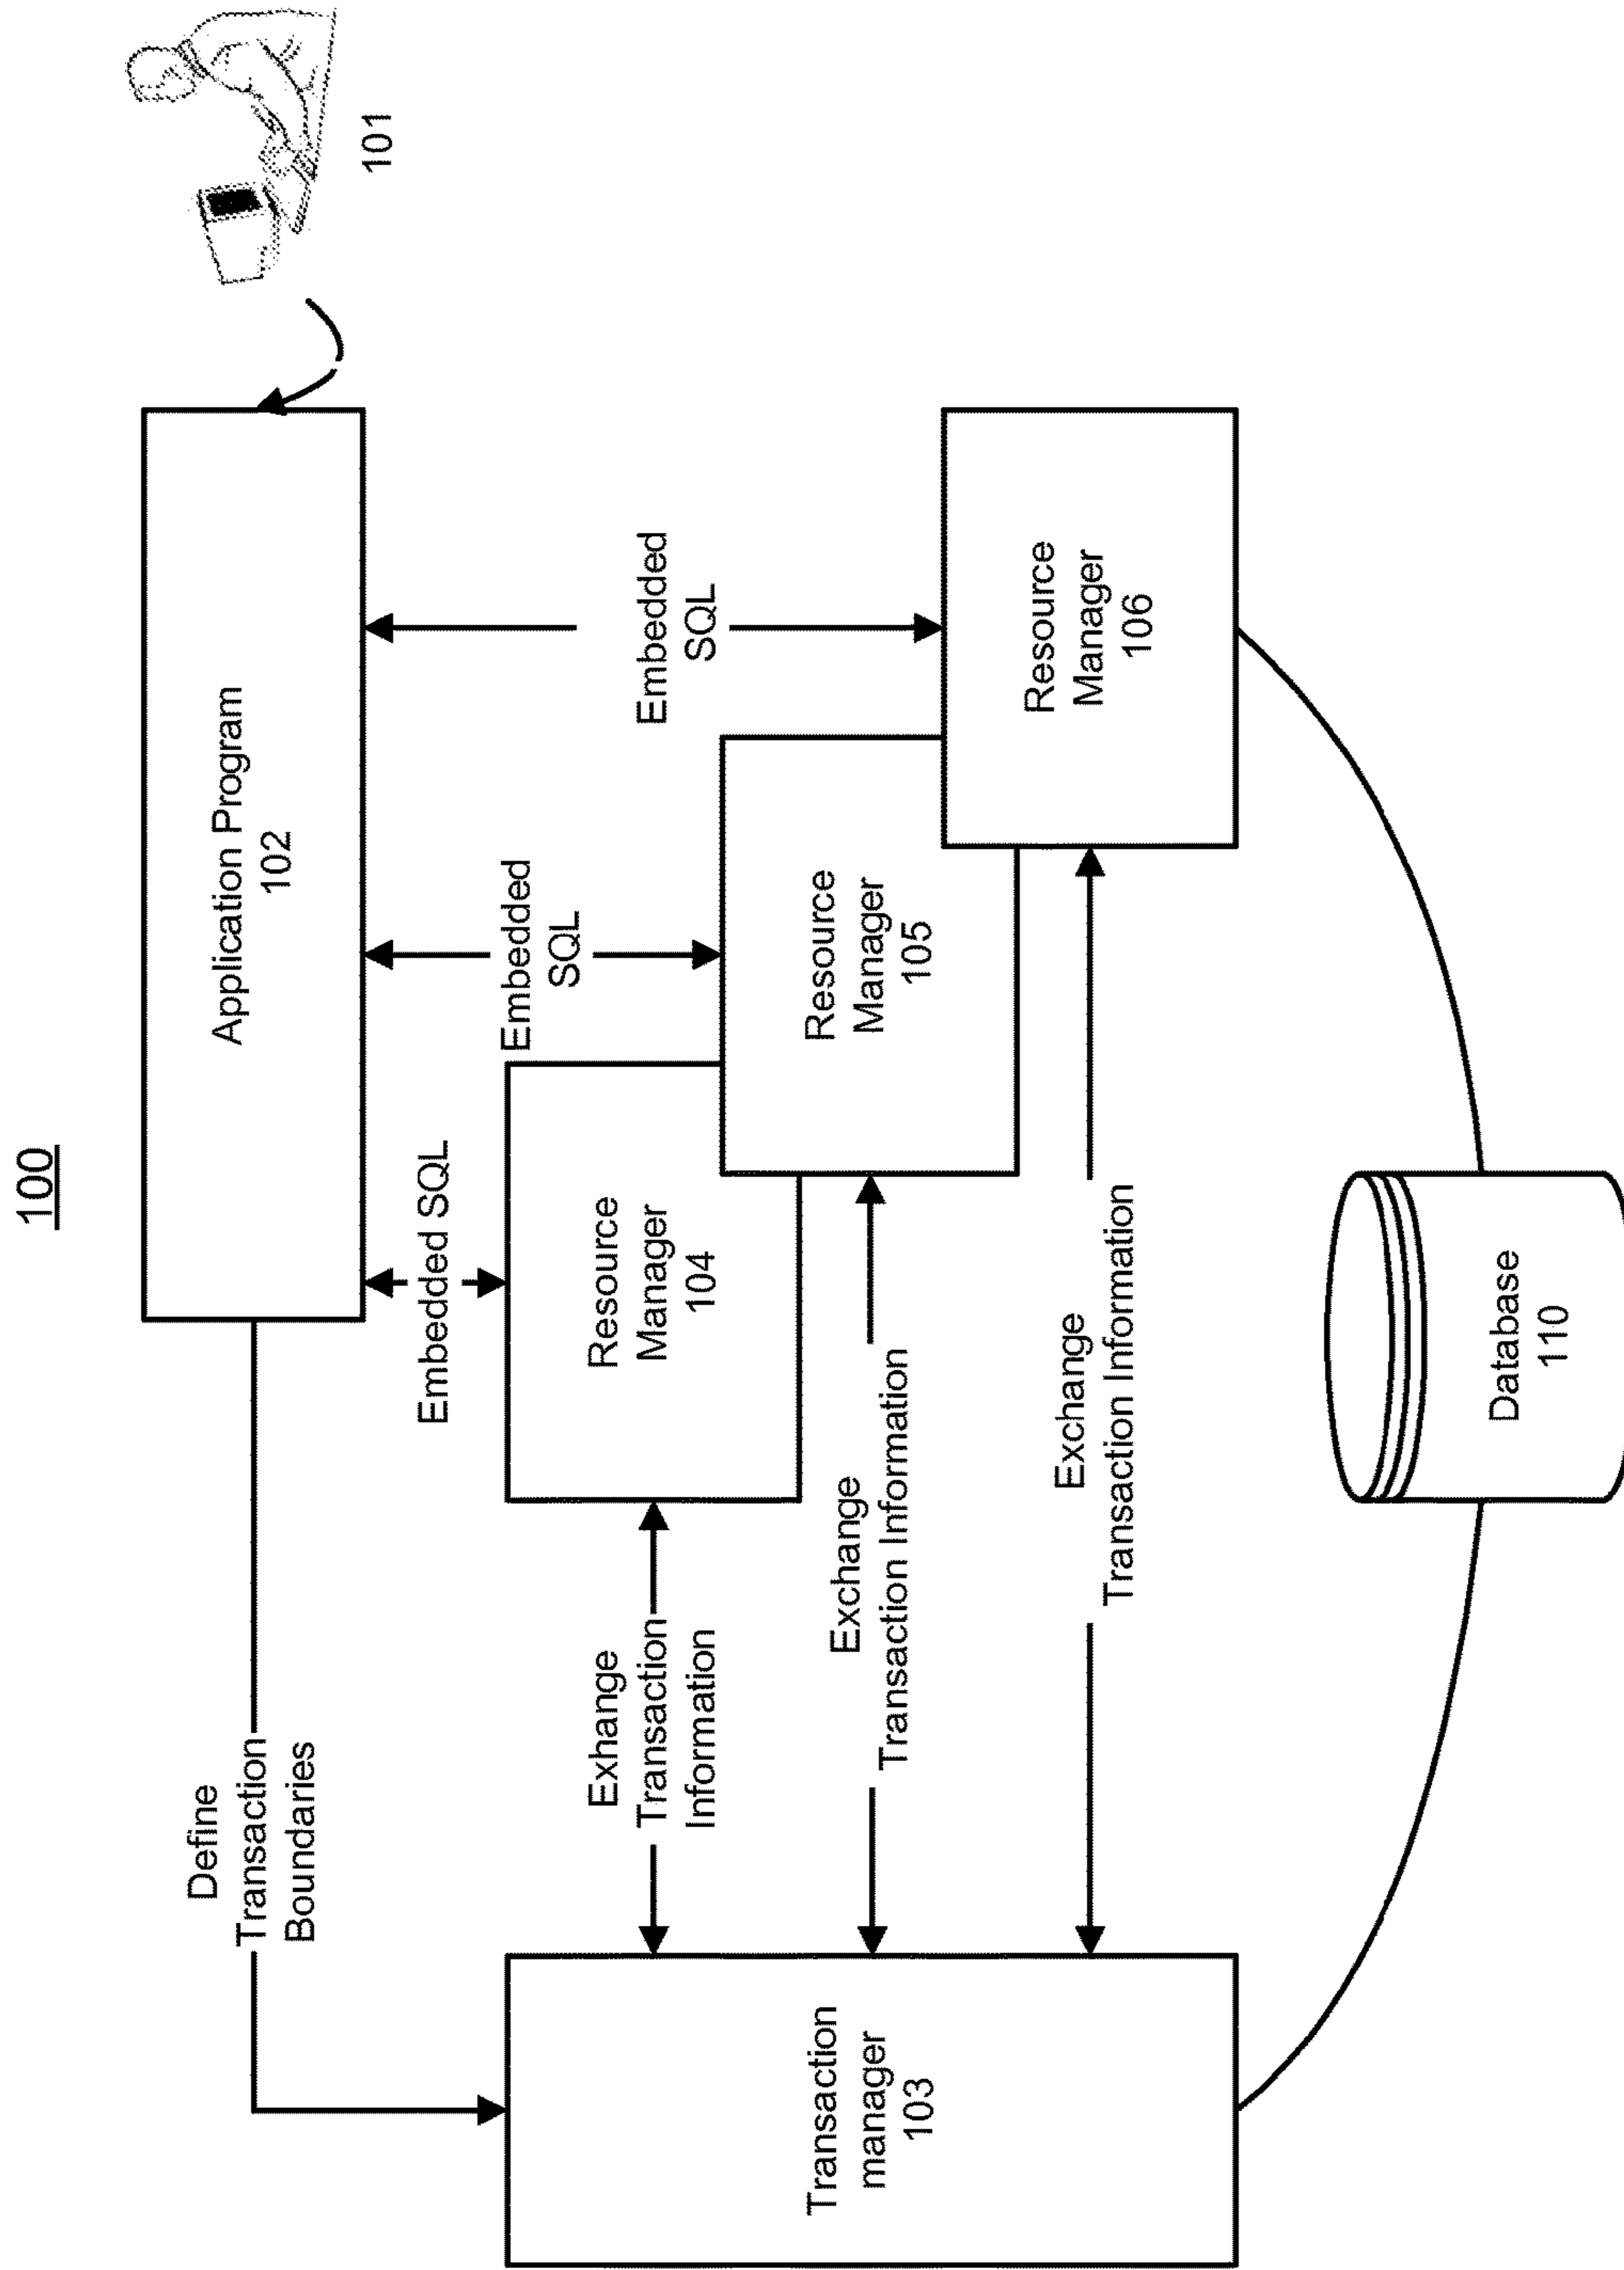 100
101
Application Program
102
Define
Transaction
Boundaries
Embedded SQL
Embedded
SQL
Embedded
SQL
Resource
Manager
104
Resource
Manager
105
Resource
Manager
106
Exhange
Transaction
Information
Exchange
Transaction Information
Exchange
Transaction Information
Transaction
manager
103
Database
110